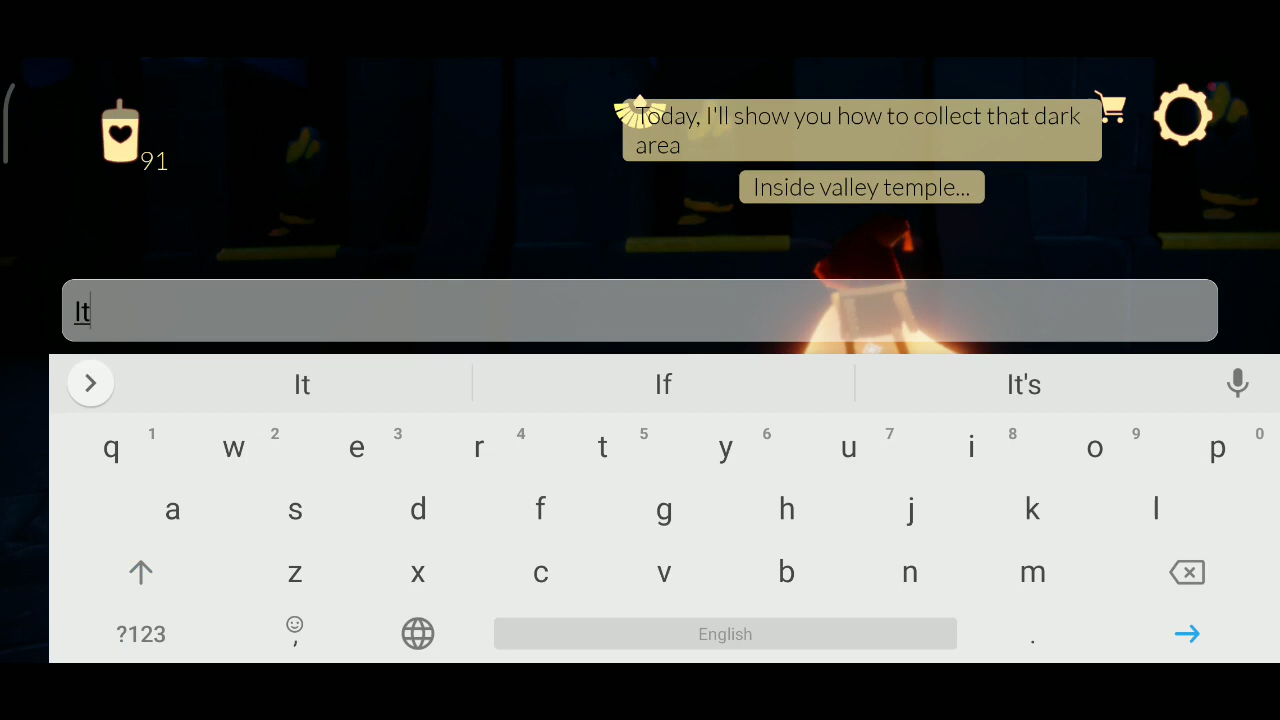 91
Today, I'll show you how to collect that dark
area
Inside valley temple...
It
It If It's
q 1 w 2 e 3 r 4 t 5 y 6 u 7 i 8 o 9 p 0
a s d f g h j k l
z x c v b n m
?123 , English .